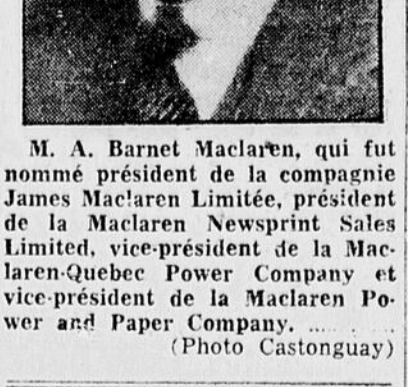 M. A. Barnet Maclaren, qui fut
nommé président de la compagnie
James Maclaren Limitée, président
de la Maclaren Newsprint Sales
Limited, vice-président de la Mac-
laren-Quebec Power Company et
vice-président de la Maclaren Po-
wer and Paper Company. .... . . .
(Photo Castonguay)